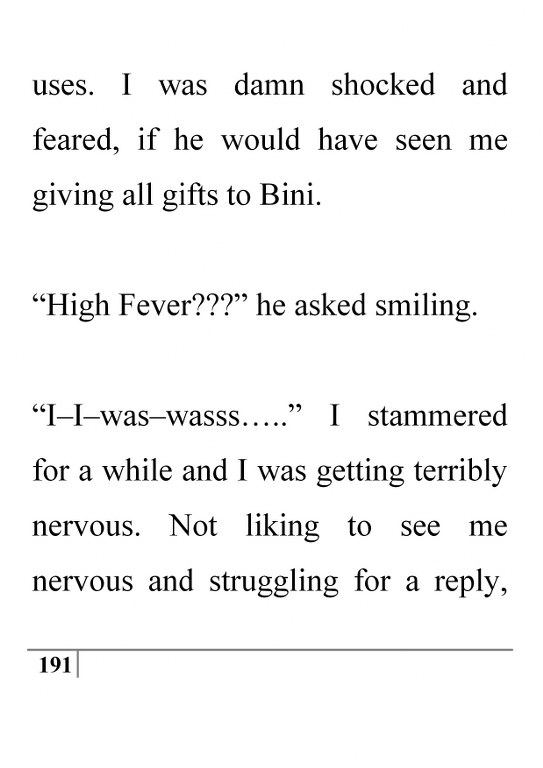 uses. I was damn shocked and
feared, if he would have seen me
giving all gifts to Bini.
“High Fever???” he asked smiling.
“I–I–was–wasss…..” I stammered
for a while and I was getting terribly
nervous. Not liking to see me
nervous and struggling for a reply,
191